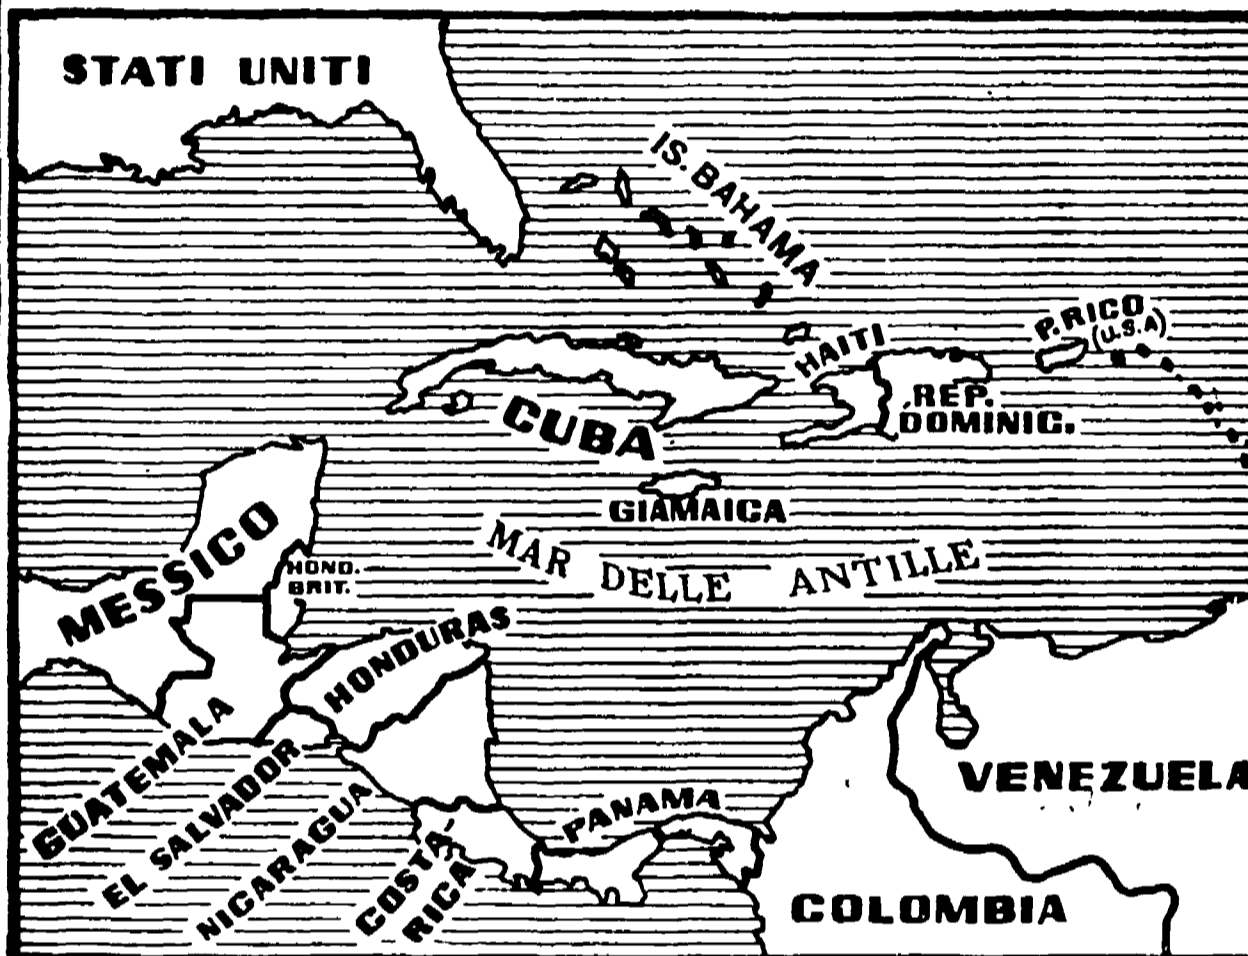 STATI UNITI
IS. BAHAMA
P. RICO
(U.S.A)
HAITI
REP.
DOMINIC.
CUBA
GIAMAICA
MAR DELLE ANTILLE
MESSICO
HOND.
BRIT.
HONDURAS
GUATEMALA
EL SALVADOR
NICARAGUA
COSTA-
RICA
PANAMA
VENEZUELA
COLOMBIA